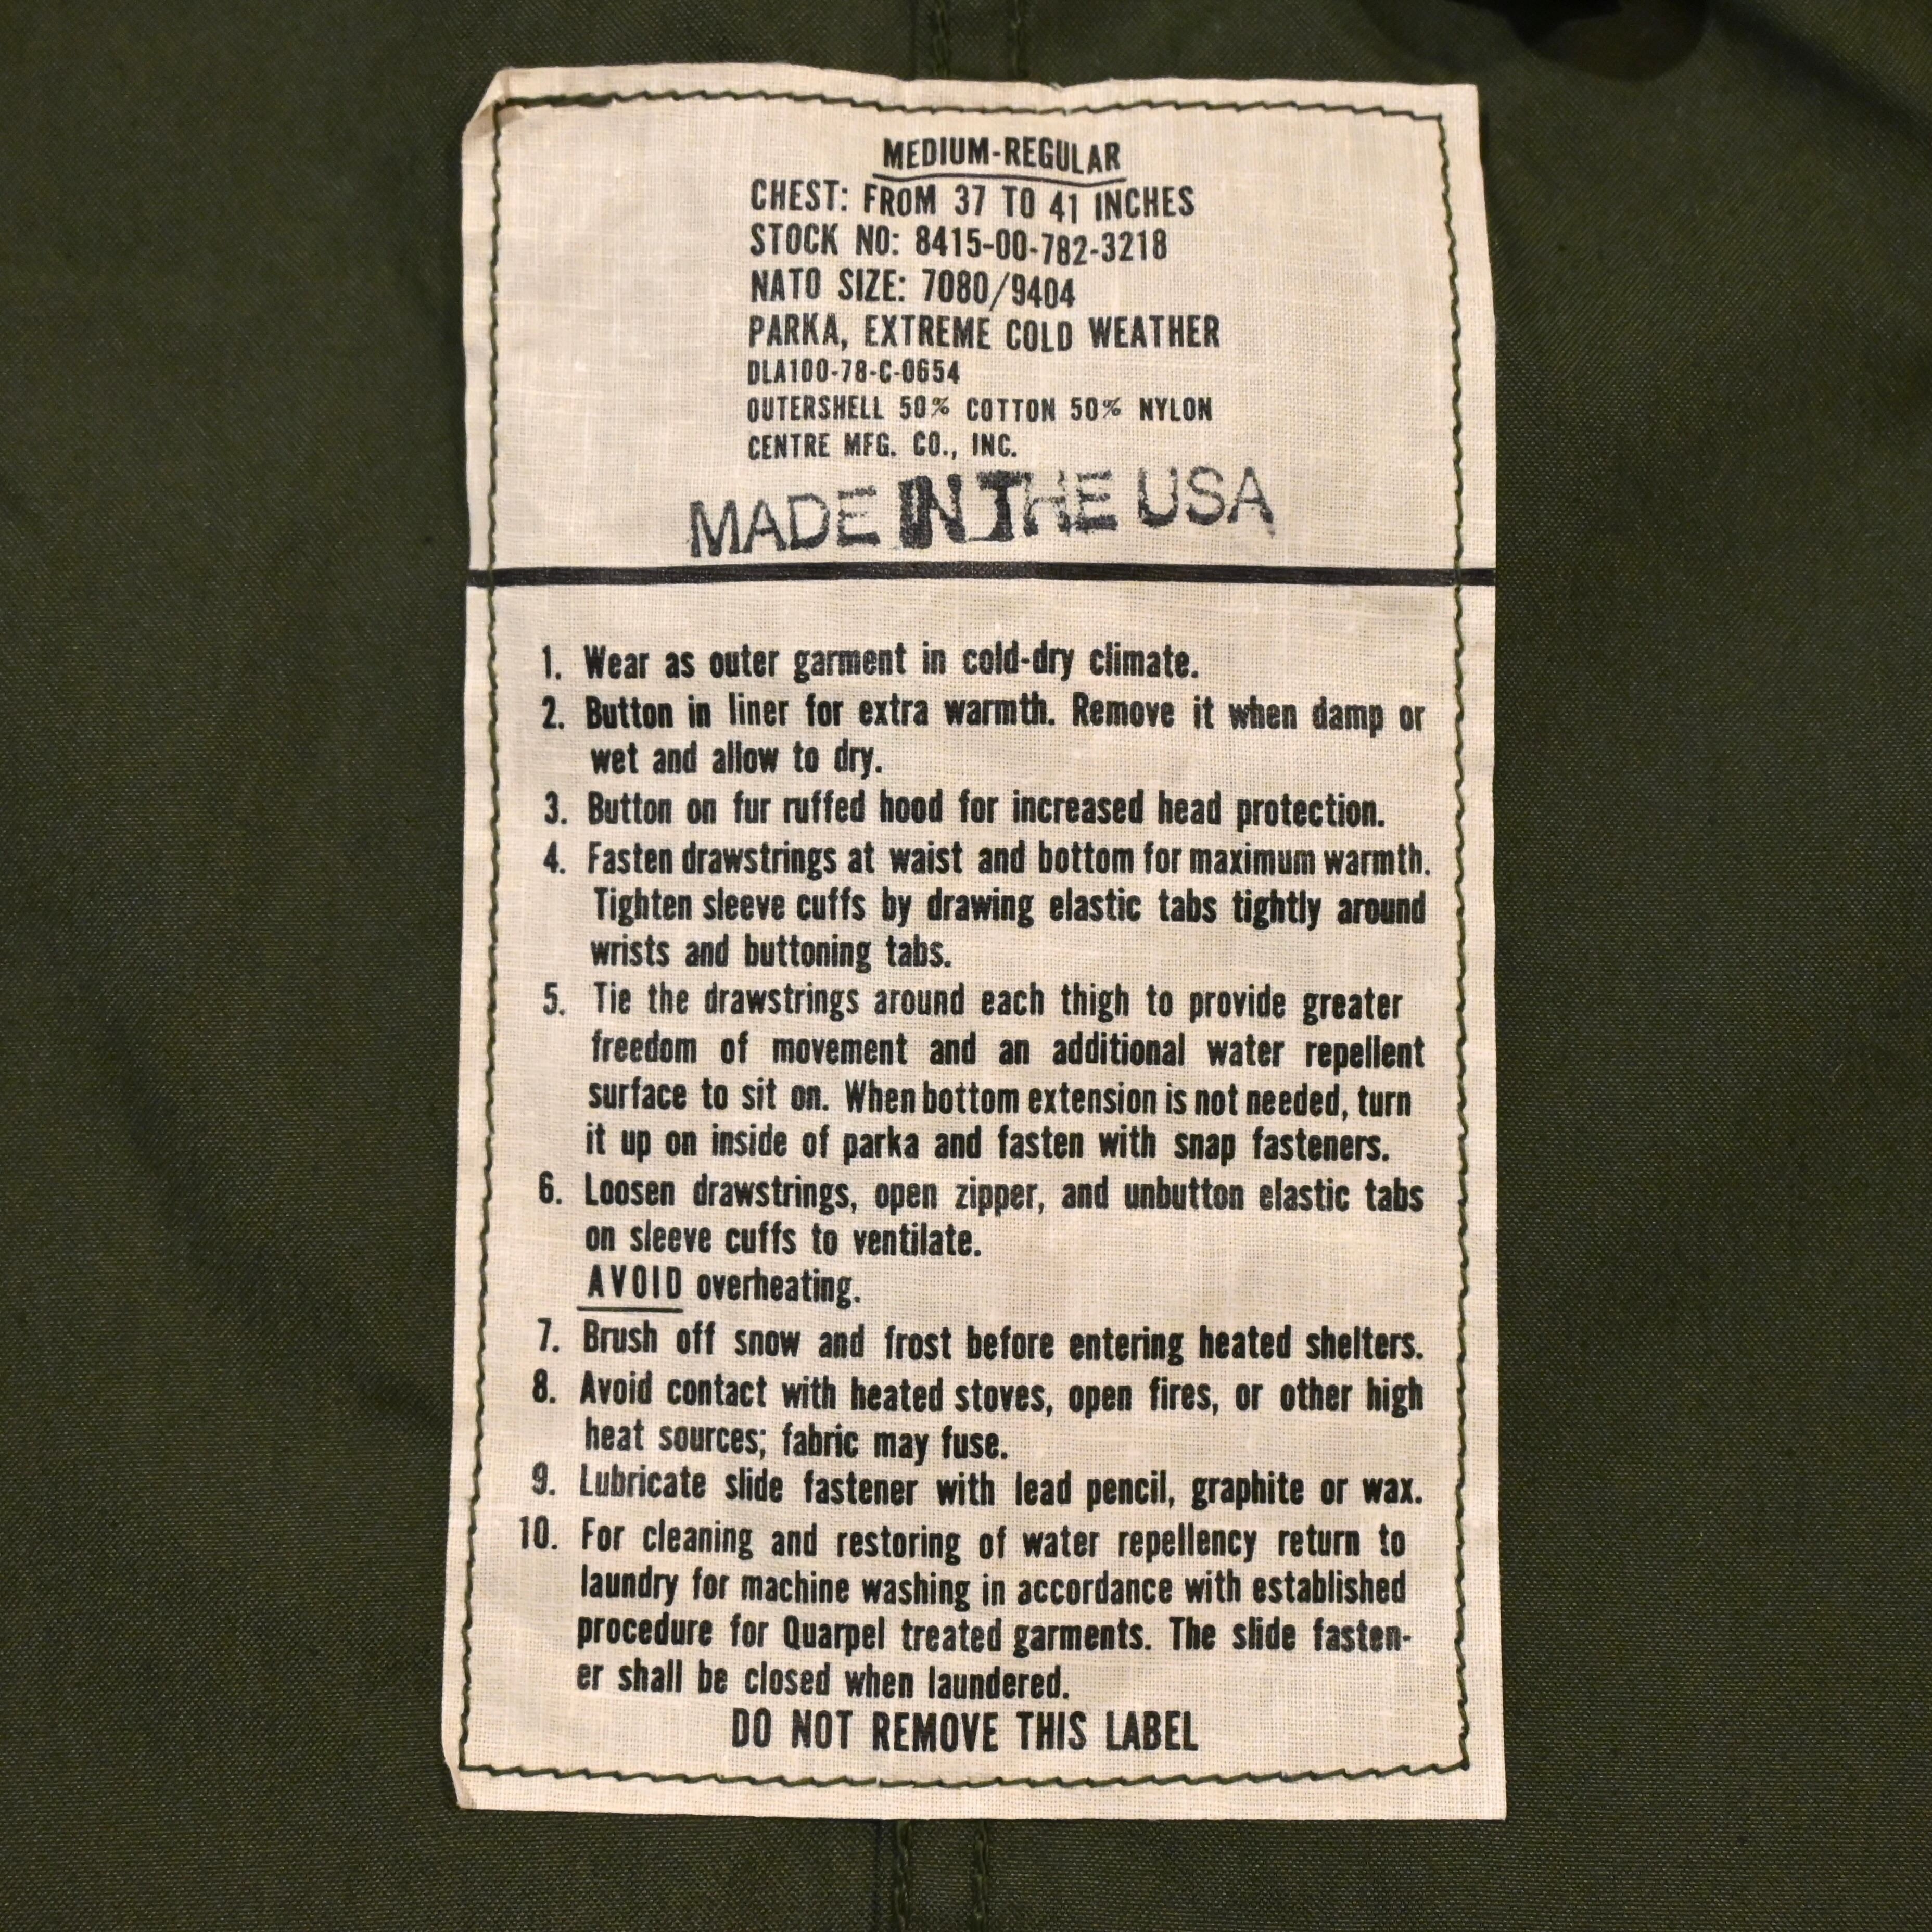 MEDIUM-REGULAR
CHEST: FROM 37 TO 41 INCHES
STOCK NO: 8415-00-782-3218
NATO SIZE: 7080/9404
PARKA, EXTREME COLD WEATHER
DLA100-78-C-0654
OUTERSHELL 50% COTTON 50% NYLON
CENTRE MFG. CO., INC.
MADE IN THE USA
1. Wear as outer garment in cold-dry climate.
2. Button in liner for extra warmth. Remove it when damp or
wet and allow to dry.
3. Button on fur ruffed hood for increased head protection.
4. Fasten drawstrings at waist and bottom for maximum warmth.
Tighten sleeve cuffs by drawing elastic tabs tightly around
wrists and buttoning tabs.
5. Tie the drawstrings around each thigh to provide greater
freedom of movement and an additional water repellent
surface to sit on. When bottom extension is not needed, turn
it up on inside of parka and fasten with snap fasteners.
6. Loosen drawstrings, open zipper, and unbutton elastic tabs
on sleeve cuffs to ventilate.
AVOID overheating.
7. Brush off snow and frost before entering heated shelters.
8. Avoid contact with heated stoves, open fires, or other high
heat sources; fabric may fuse.
9. Lubricate slide fastener with lead pencil, graphite or wax.
10. For cleaning and restoring of water repellency return to
laundry for machine washing in accordance with established
procedure for Quarpel treated garments. The slide fasten-
er shall be closed when laundered.
DO NOT REMOVE THIS LABEL